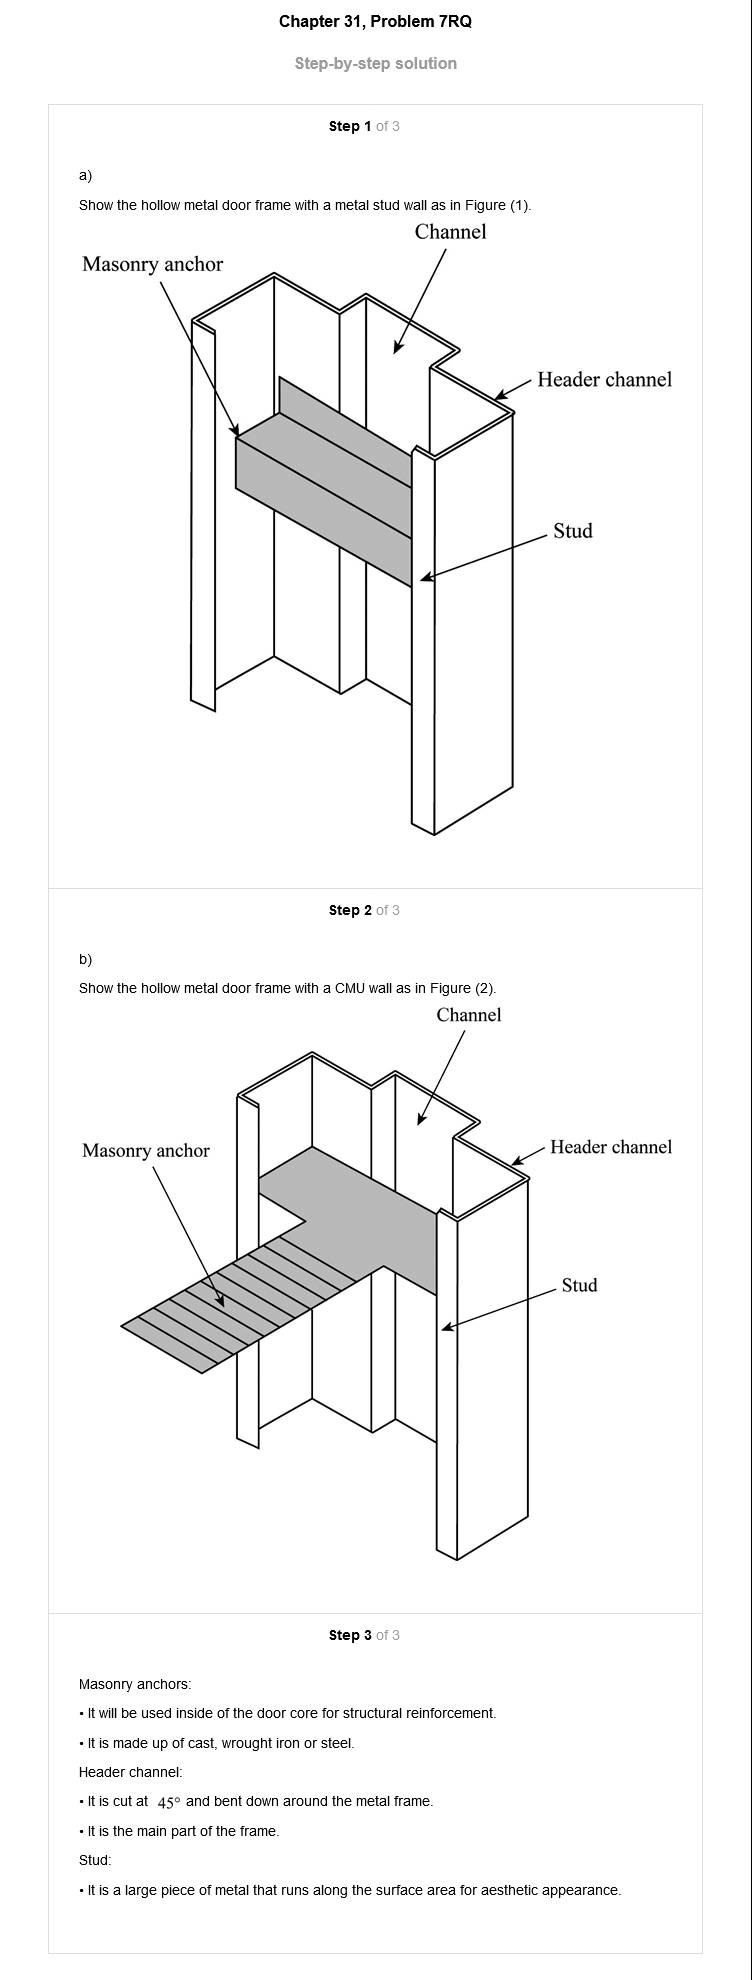 Chapter 31, Problem 7RQ
Step-by-step solution
Step 1 of 3
a)
Show the hollow metal door frame with a metal stud wall as in Figure (1).
Channel
Masonry anchor
Header channel
Stud
Step 2 of 3
b)
Show the hollow metal door frame with a CMU wall as in Figure (2).
Channel
Masonry anchor
Header channel
Stud
Step 3 of 3
Masonry anchors:
• It will be used inside of the door core for structural reinforcement.
• It is made up of cast, wrought iron or steel.
Header channel:
• It is cut at 45° and bent down around the metal frame.
• It is the main part of the frame.
Stud:
• It is a large piece of metal that runs along the surface area for aesthetic appearance.